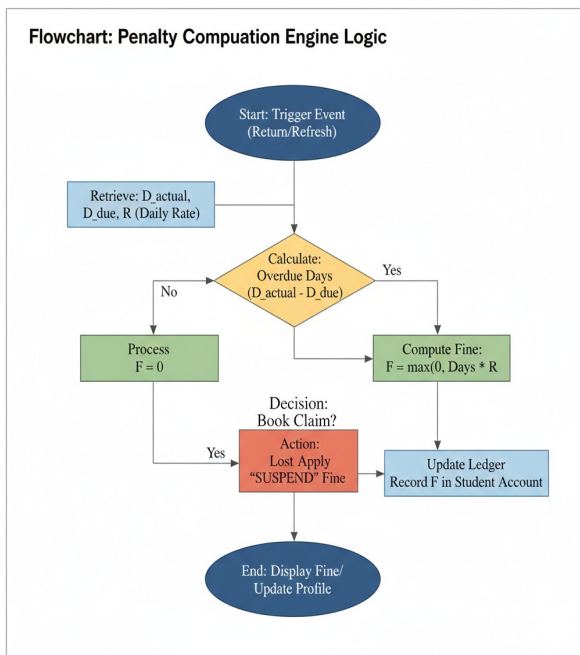 Flowchart: Penalty Compuation Engine Logic
Start: Trigger Event
(Return/Refresh)
Retrieve: D_actual,
D_due, R (Daily Rate)
Calculate:
Overdue Days
(D_actual - D_due)
No
Yes
Process
F = 0
Compute Fine:
F = max(0, Days * R
Decision:
Book Claim?
Yes
Action:
Lost Apply
“SUSPEND” Fine
Update Ledger
Record F in Student Account
End: Display Fine/
Update Profile